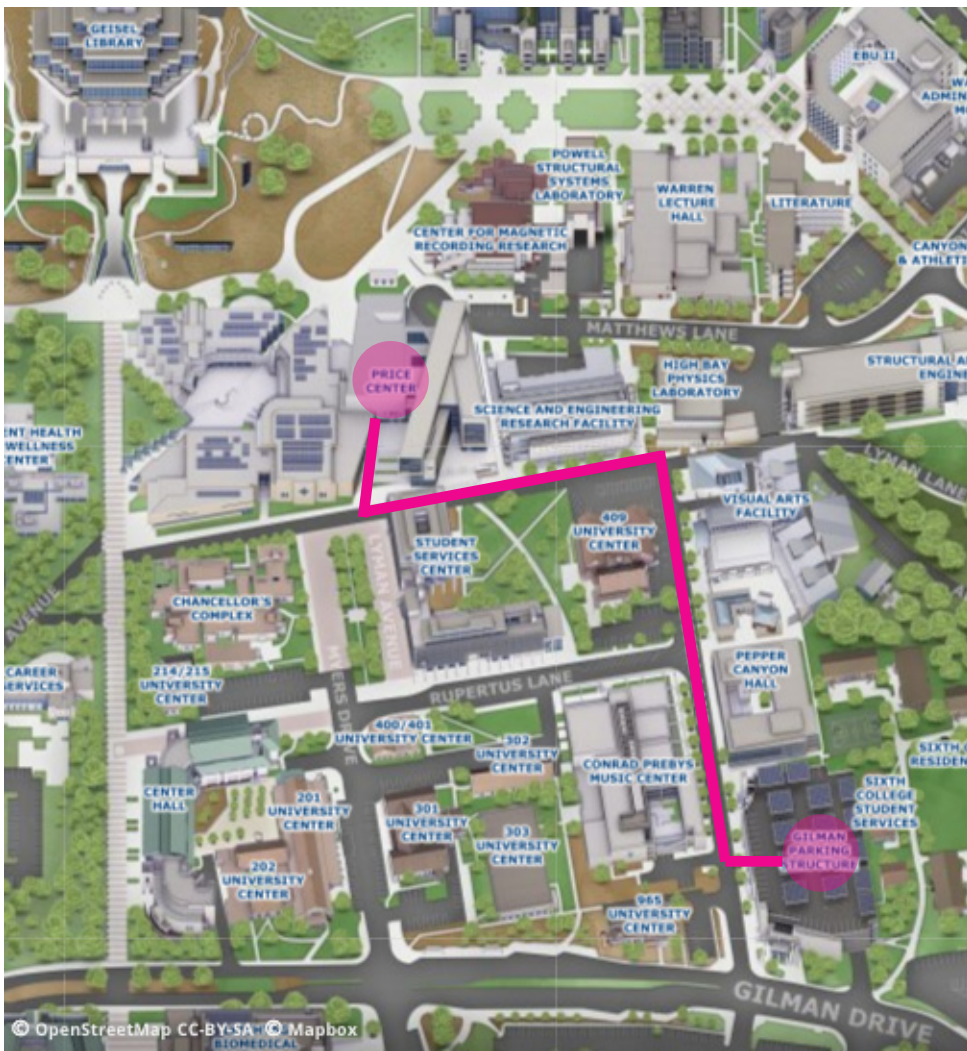 GEISEL
LIBRARY
EBU II
ADMIN
POWELL
STRUCTURAL
SYSTEMS
LABORATORY
WARREN
LECTURE
HALL
LITERATURE
CENTER FOR MAGNETIC
RECORDING RESEARCH
CANYON
& ATHLETI
MATTHEWS LANE
PRICE
CENTER
HIGH BAY
PHYSICS
LABORATORY
STRUCTURAL A
ENGINE
SCIENCE AND ENGINEERING
RESEARCH FACILITY
ENT HEALTH
WELLNESS
CENTER
LYMAN LANE
VISUAL ARTS
FACILITY
409
UNIVERSITY
CENTER
STUDENT
SERVICES
CENTER
LYMAN AVENUE
CHANCELLOR'S
COMPLEX
AVENUE
CAREER
SERVICES
214/215
UNIVERSITY
CENTER
MYERS DRIVE
RUPERTUS LANE
PEPPER
CANYON
HALL
400/401
UNIVERSITY CENTER
302
UNIVERSITY
CENTER
CONRAD PREBYS
MUSIC CENTER
SIXTH C
RESIDEN
SIXTH
COLLEGE
STUDENT
SERVICES
CENTER
HALL
201
UNIVERSITY
CENTER
301
UNIVERSITY
CENTER
303
UNIVERSITY
CENTER
GILMAN
PARKING
STRUCTURE
202
UNIVERSITY
CENTER
965
UNIVERSITY
CENTER
GILMAN DRIVE
© OpenStreetMap CC-BY-SA © Mapbox
BIOMEDICAL